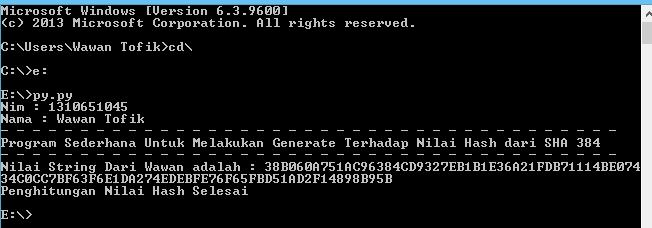 Microsoft Windows [Version 6.3.9600]
(c) 2013 Microsoft Corporation. All rights reserved.
C:\Users\Wawan Tofik>cd\
C:\>e:
E:\>py.py
Nim : 1310651045
Nama : Wawan Tofik
- - - - - - - - - - - - - - - - - - - - - - - - - - - - - - - - - - - - - - -
Program Sederhana Untuk Melakukan Generate Terhadap Nilai Hash dari SHA 384
- - - - - - - - - - - - - - - - - - - - - - - - - - - - - - - - - - - - - - -
Nilai String Dari Wawan adalah : 38B060A751AC96384CD9327EB1B1E36A21FDB71114BE074
34C0CC7BF63F6E1DA274EDEBFE76F65FBD51AD2F14898B95B
Penghitungan Nilai Hash Selesai
E:\>